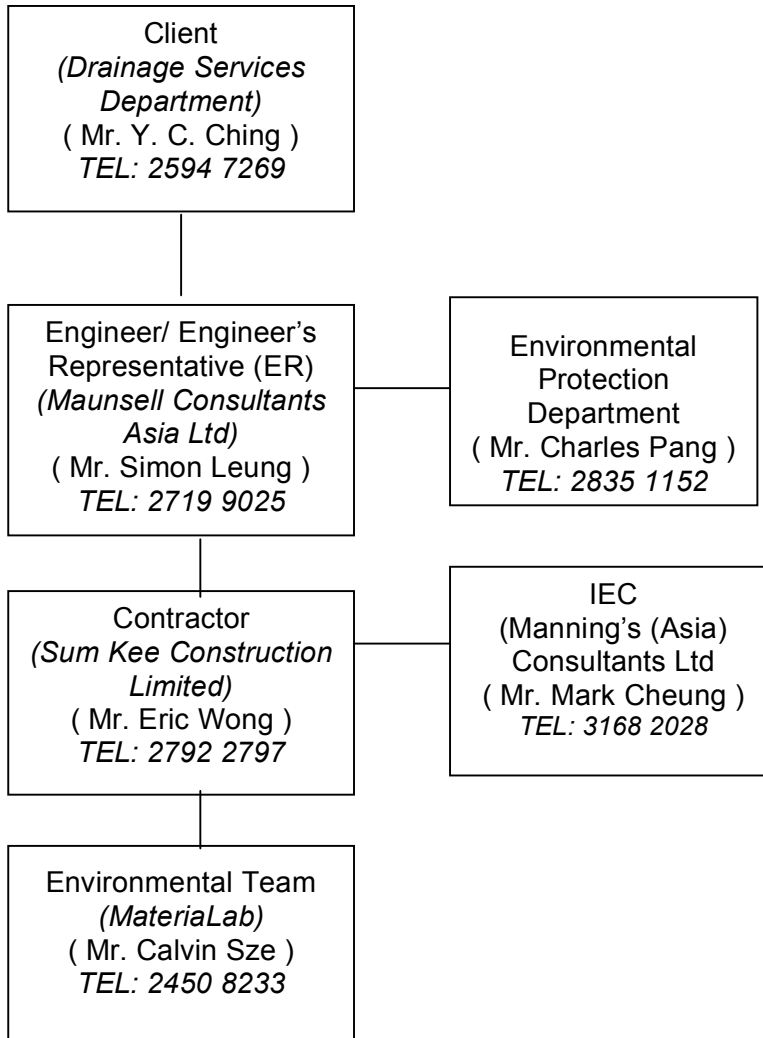 Client
(Drainage Services
Department)
( Mr. Y. C. Ching )
TEL: 2594 7269
Engineer/ Engineer’s
Representative (ER)
(Maunsell Consultants
Asia Ltd)
( Mr. Simon Leung )
TEL: 2719 9025
Environmental
Protection
Department
( Mr. Charles Pang )
TEL: 2835 1152
Contractor
(Sum Kee Construction
Limited)
( Mr. Eric Wong )
TEL: 2792 2797
IEC
(Manning’s (Asia)
Consultants Ltd
( Mr. Mark Cheung )
TEL: 3168 2028
Environmental Team
(MateriaLab)
( Mr. Calvin Sze )
TEL: 2450 8233